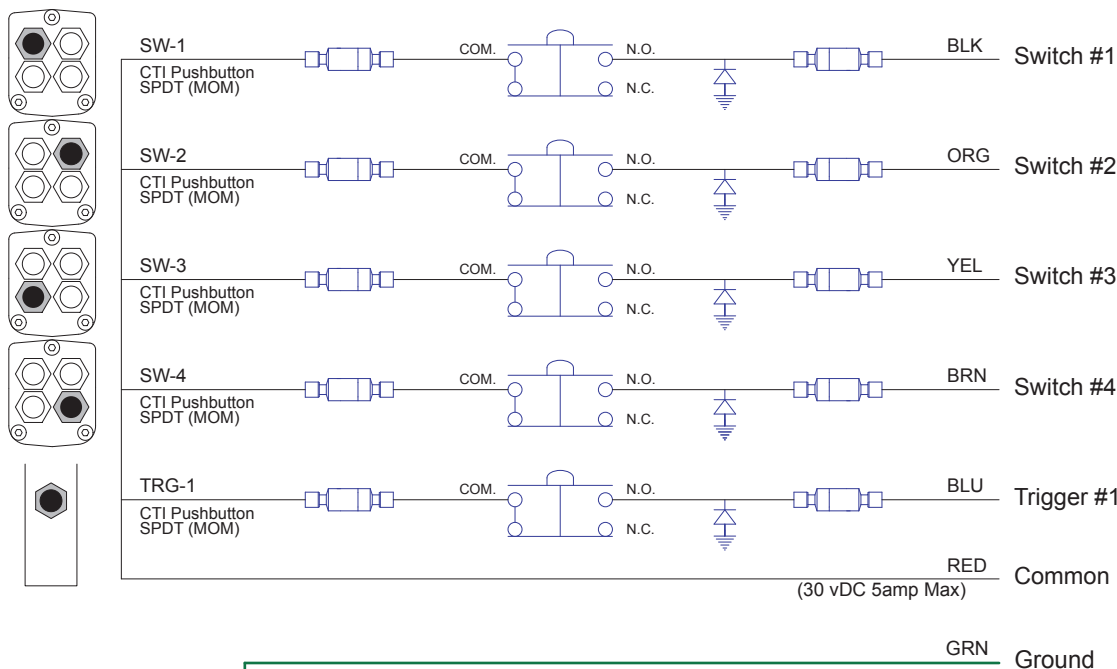 SW-1 COM. N.O. BLK Switch #1
CTI Pushbutton N.C.
SPDT (MOM)
SW-2 COM. N.O. ORG Switch #2
CTI Pushbutton N.C.
SPDT (MOM)
SW-3 COM. N.O. YEL Switch #3
CTI Pushbutton N.C.
SPDT (MOM)
SW-4 COM. N.O. BRN Switch #4
CTI Pushbutton N.C.
SPDT (MOM)
TRG-1 COM. N.O. BLU Trigger #1
CTI Pushbutton N.C.
SPDT (MOM)
RED Common
(30 vDC 5amp Max)
GRN Ground